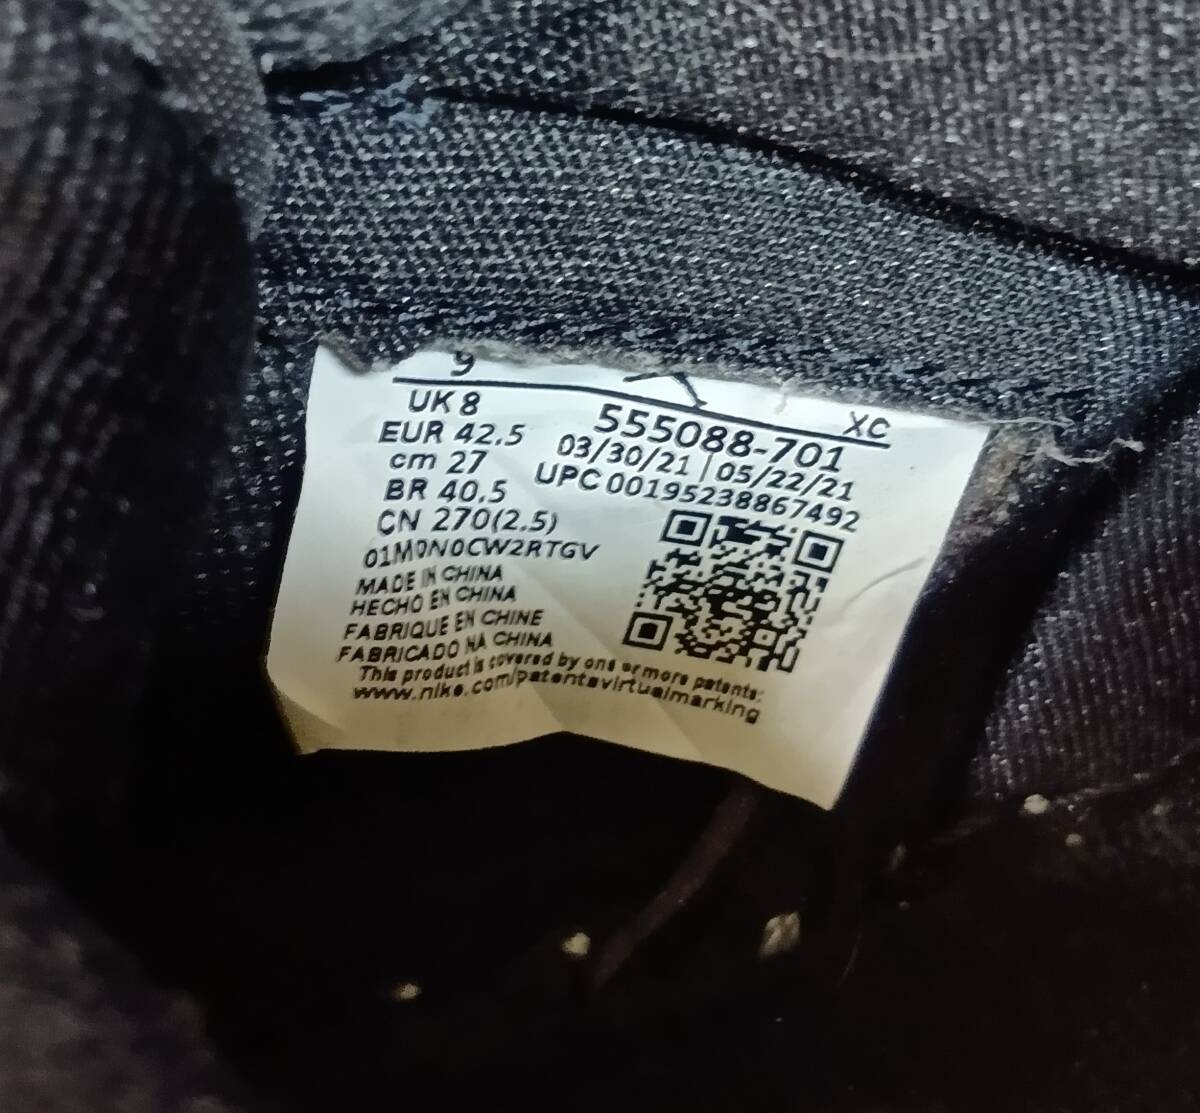 9
XC
UK 8
EUR 42.5
cm 27
BR 40.5
CN 270(2.5)
555088-701
03/30/21 | 05/22/21
UPC 00195238867492
01M0N0CW2RTGV
MADE IN CHINA
HECHO EN CHINA
FABRIQUE EN CHINE
FABRICADO NA CHINA
This product is covered by one or more patents:
www.nike.com/patentsvirtualmarking